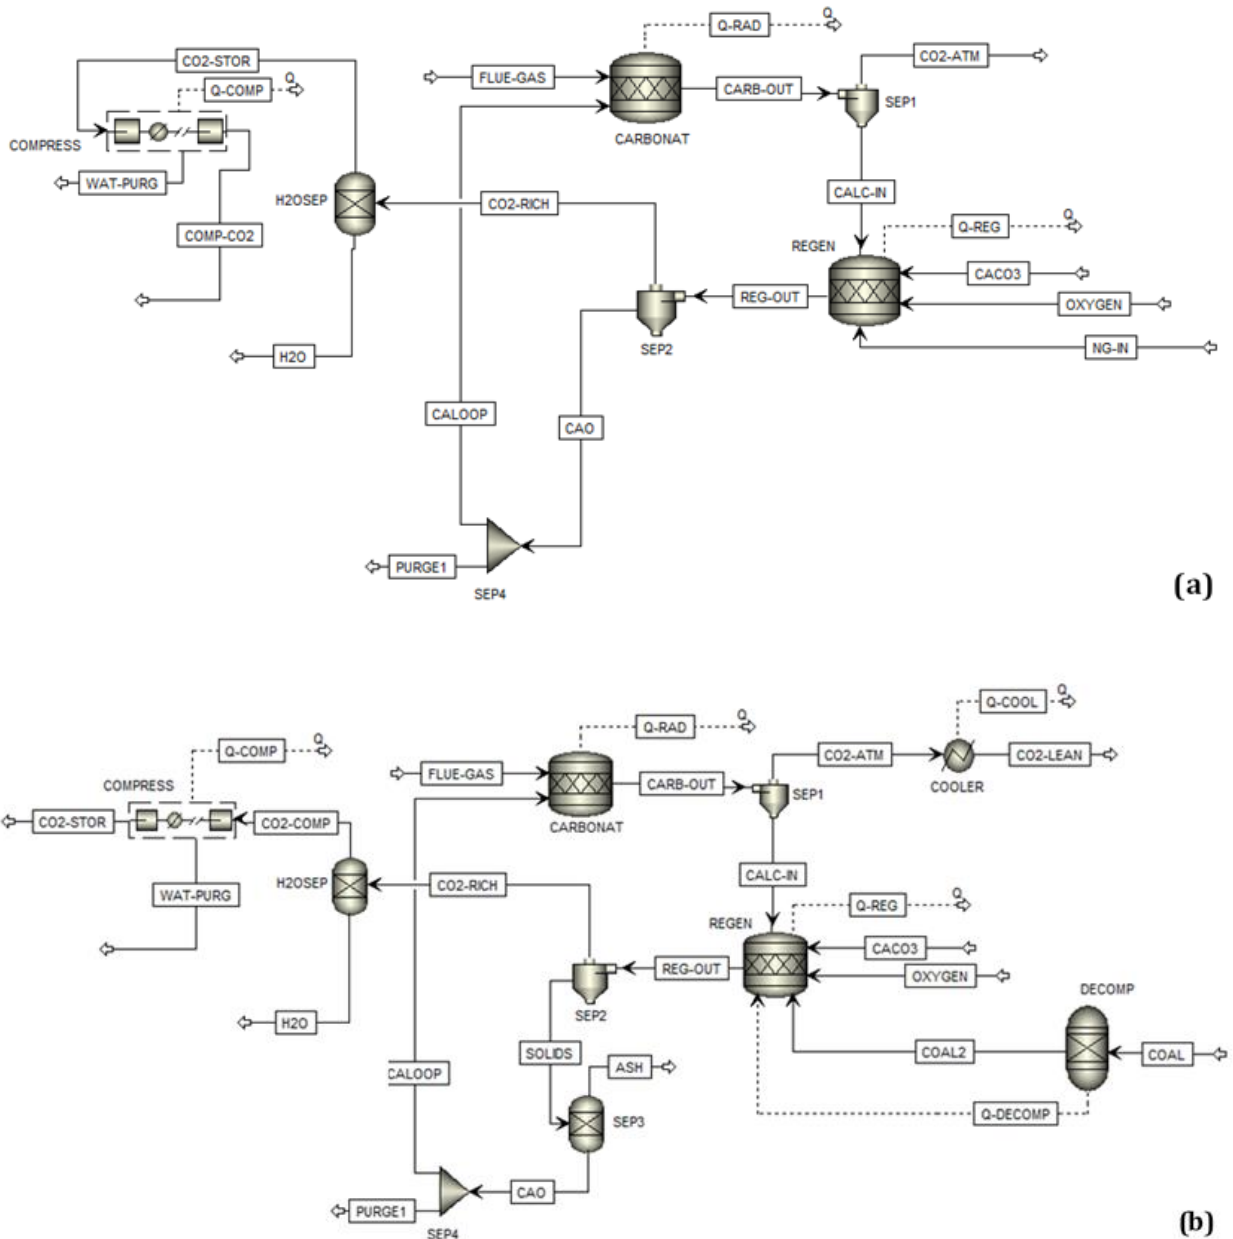 Q-RAD
Q
CO2-STOR
CO2-ATM
Q-COMP
Q
FLUE-GAS
CARB-OUT
SEP1
COMPRESS
CARBONAT
WAT-PURG
CALC-IN
H2OSEP
CO2-RICH
Q-REG
Q
COMP-CO2
REGEN
CACO3
REG-OUT
OXYGEN
SEP2
NG-IN
H2O
CALOOP
CAO
PURGE1
SEP4
(a)
Q-COOL
Q
Q-RAD
Q
Q-COMP
Q
CO2-ATM
CO2-LEAN
FLUE-GAS
CARB-OUT
COMPRESS
SEP1
COOLER
CO2-STOR
CO2-COMP
CARBONAT
CALC-IN
H2OSEP
CO2-RICH
WAT-PURG
Q-REG
Q
REGEN
CACO3
REG-OUT
OXYGEN
DECOMP
SEP2
H2O
SOLIDS
COAL2
COAL
CALOOP
ASH
Q-DECOMP
SEP3
CAO
PURGE1
SEP4
(b)